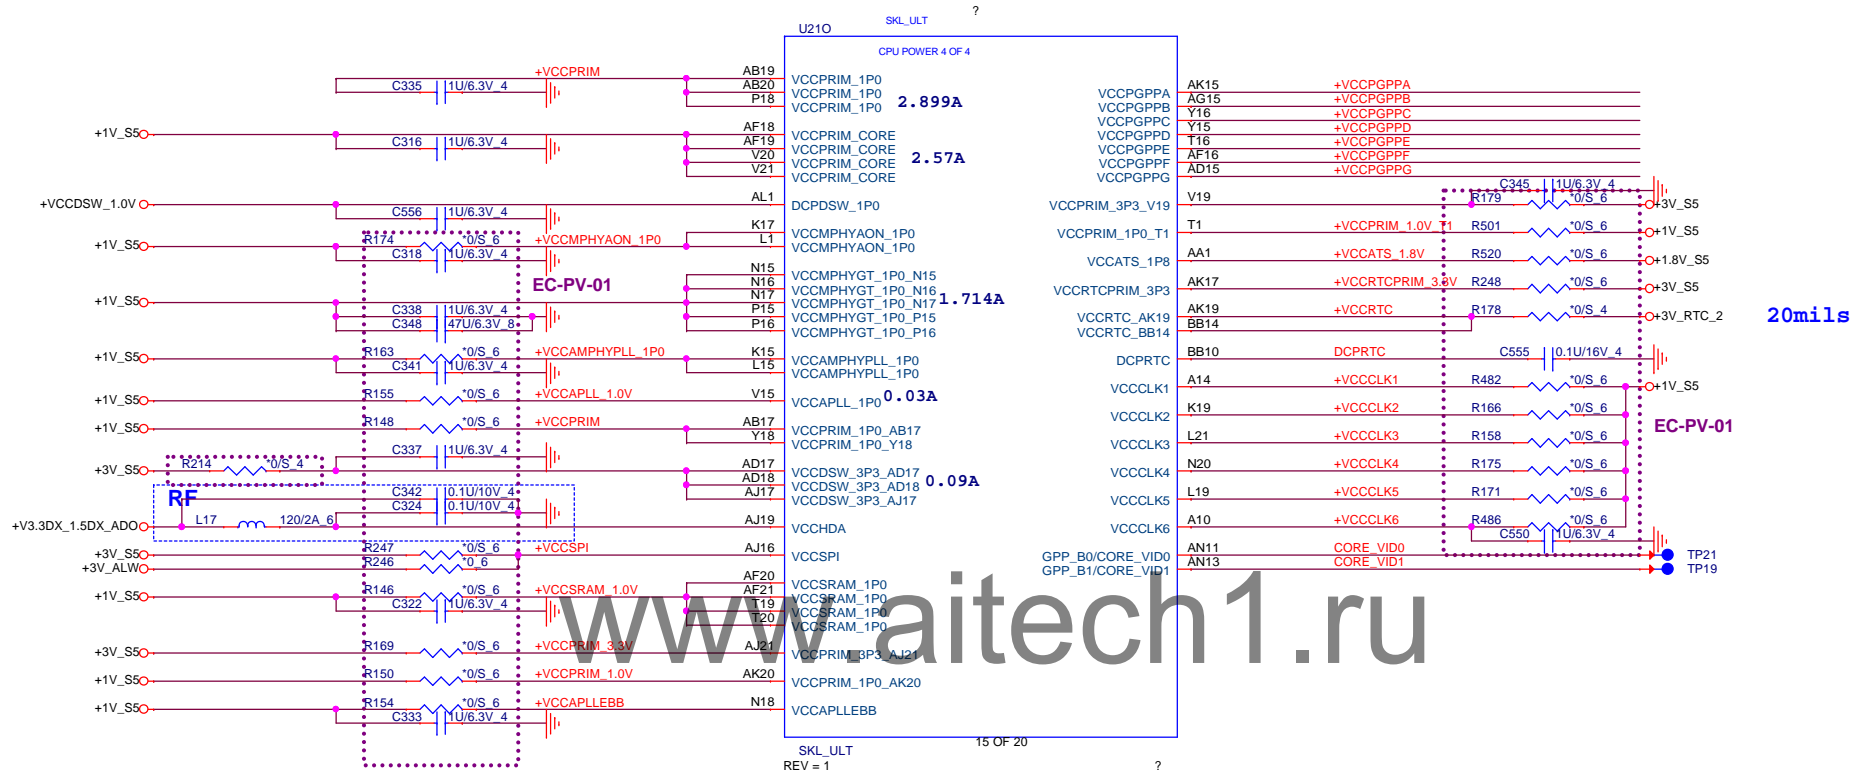 ?
SKL_ULT
U21O
CPU POWER 4 OF 4
+VCCPRIM
C335 1U/6.3V_4
AB19 VCCPRIM_1P0
AB20 VCCPRIM_1P0
P18 VCCPRIM_1P0 2.899A
+1V_S5
C316 1U/6.3V_4
AF18 VCCPRIM_CORE
AF19 VCCPRIM_CORE
V20 VCCPRIM_CORE 2.57A
V21 VCCPRIM_CORE
+VCCDSW_1.0V
C556 1U/6.3V_4
AL1 DCPDSW_1P0
+1V_S5 R174 *0/S_6 +VCCMPHYAON_1P0
C318 1U/6.3V_4
K17 VCCMPHYAON_1P0
L1 VCCMPHYAON_1P0
EC-PV-01
+1V_S5
C338 1U/6.3V_4
C348 47U/6.3V_8
N15 VCCMPHYGT_1P0_N15
N16 VCCMPHYGT_1P0_N16
N17 VCCMPHYGT_1P0_N17 1.714A
P15 VCCMPHYGT_1P0_P15
P16 VCCMPHYGT_1P0_P16
+1V_S5 R163 *0/S_6 +VCCAMPHYPLL_1P0
C341 1U/6.3V_4
K15 VCCAMPHYPLL_1P0
L15 VCCAMPHYPLL_1P0
+1V_S5 R155 *0/S_6 +VCCAPLL_1.0V V15 VCCAPLL_1P0 0.03A
+1V_S5 R148 *0/S_6 +VCCPRIM AB17 VCCPRIM_1P0_AB17
Y18 VCCPRIM_1P0_Y18
C337 1U/6.3V_4
+3V_S5 R214 *0/S_4 AD17 VCCDSW_3P3_AD17
AD18 VCCDSW_3P3_AD18 0.09A
AJ17 VCCDSW_3P3_AJ17
RF
C342 0.1U/10V_4
C324 0.1U/10V_4
+V3.3DX_1.5DX_ADO L17 120/2A_6 AJ19 VCCHDA
+3V_S5 R247 *0/S_6 +VCCSPI AJ16 VCCSPI
+3V_ALW R246 *0_6
+1V_S5 R146 *0/S_6 +VCCSRAM_1.0V
C322 1U/6.3V_4
AF20 VCCSRAM_1P0
AF21 VCCSRAM_1P0
T19 VCCSRAM_1P0
T20 VCCSRAM_1P0
+3V_S5 R169 *0/S_6 +VCCPRIM_3.3V AJ21 VCCPRIM_3P3_AJ21
+1V_S5 R150 *0/S_6 +VCCPRIM_1.0V AK20 VCCPRIM_1P0_AK20
+1V_S5 R154 *0/S_6 +VCCAPLLEBB N18 VCCAPLLEBB
C333 1U/6.3V_4
VCCPGPPA AK15 +VCCPGPPA
VCCPGPPB AG15 +VCCPGPPB
VCCPGPPC Y16 +VCCPGPPC
VCCPGPPD Y15 +VCCPGPPD
VCCPGPPE T16 +VCCPGPPE
VCCPGPPF AF16 +VCCPGPPF
VCCPGPPG AD15 +VCCPGPPG
C345 1U/6.3V_4
VCCPRIM_3P3_V19 V19 R179 *0/S_6 +3V_S5
VCCPRIM_1P0_T1 T1 +VCCPRIM_1.0V_T1 R501 *0/S_6 +1V_S5
VCCATS_1P8 AA1 +VCCATS_1.8V R520 *0/S_6 +1.8V_S5
VCCRTCPRIM_3P3 AK17 +VCCRTCPRIM_3.3V R248 *0/S_6 +3V_S5
VCCRTC_AK19 AK19 +VCCRTC R178 *0/S_4 +3V_RTC_2
VCCRTC_BB14 BB14
20mils
DCPRTC BB10 DCPRTC C555 0.1U/16V_4
VCCCLK1 A14 +VCCCLK1 R482 *0/S_6 +1V_S5
VCCCLK2 K19 +VCCCLK2 R166 *0/S_6
EC-PV-01
VCCCLK3 L21 +VCCCLK3 R158 *0/S_6
VCCCLK4 N20 +VCCCLK4 R175 *0/S_6
VCCCLK5 L19 +VCCCLK5 R171 *0/S_6
VCCCLK6 A10 +VCCCLK6 R486 *0/S_6
C550 1U/6.3V_4
GPP_B0/CORE_VID0 AN11 CORE_VID0 TP21
GPP_B1/CORE_VID1 AN13 CORE_VID1 TP19
www.aitech1.ru
15 OF 20
SKL_ULT
REV = 1
?